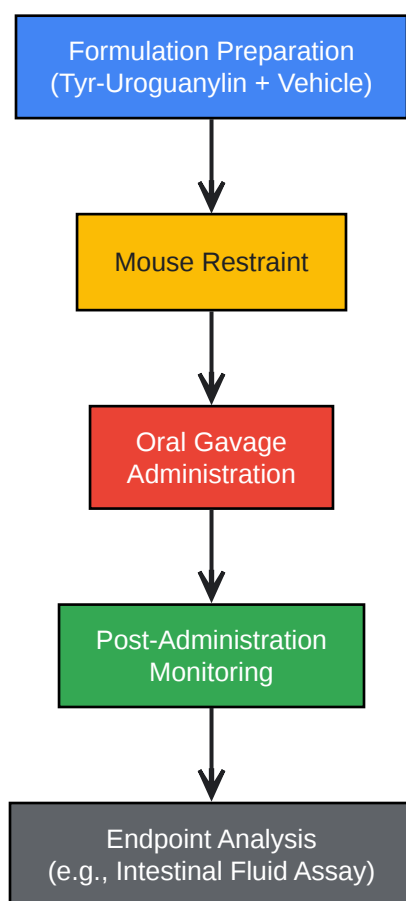 Formulation Preparation
(Tyr-Uroguanylin + Vehicle)
Mouse Restraint
Oral Gavage
Administration
Post-Administration
Monitoring
Endpoint Analysis
(e.g., Intestinal Fluid Assay)